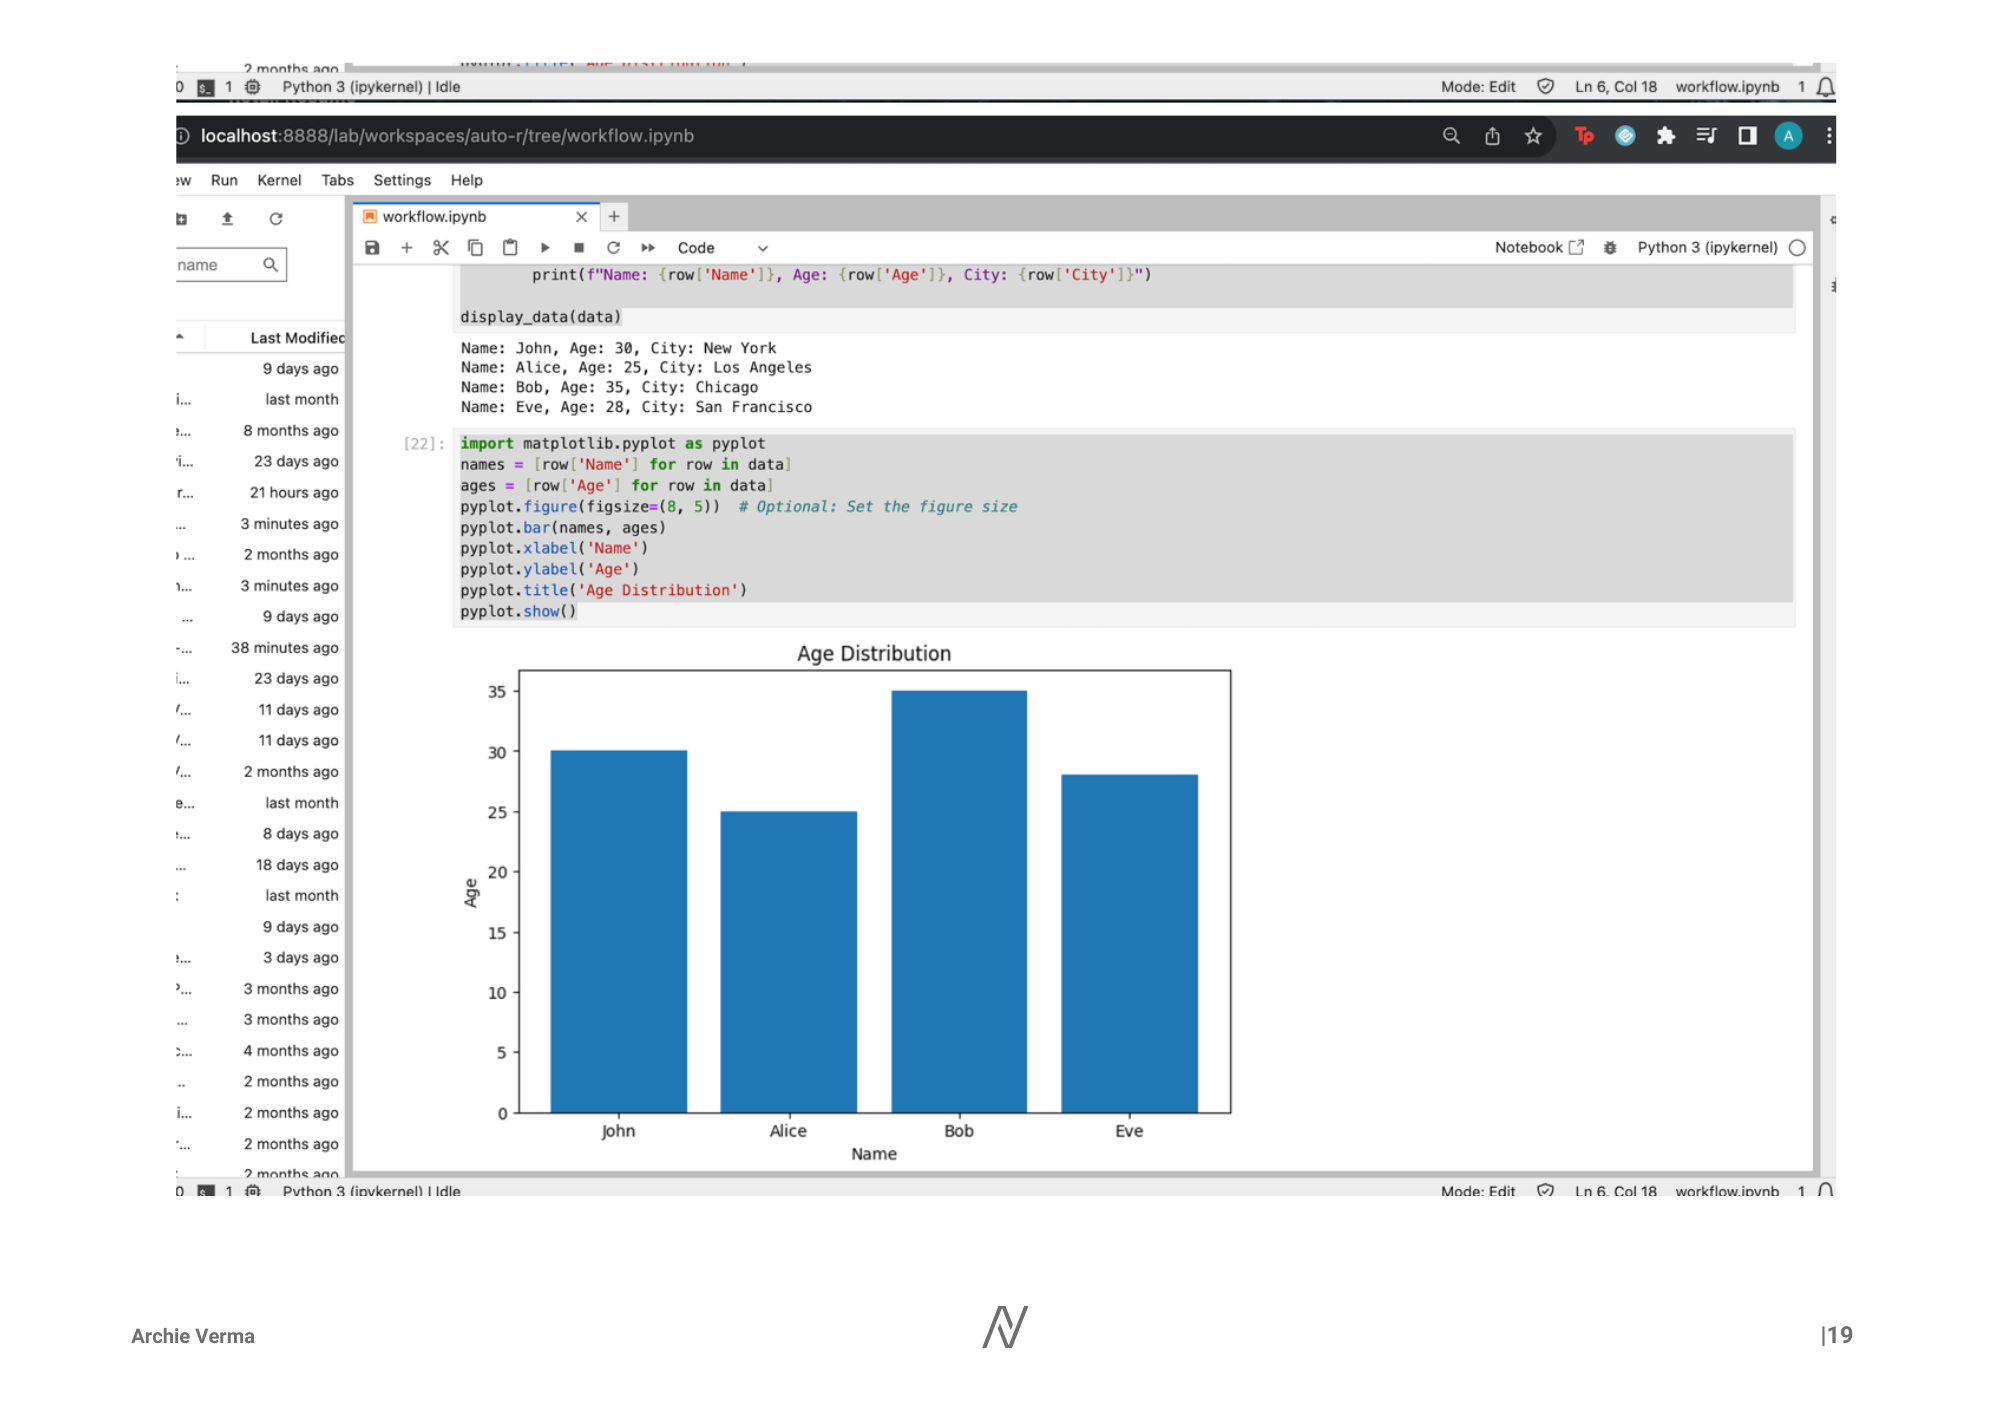 2 months ago
0 1 Python 3 (ipykernel) | Idle Mode: Edit Ln 6, Col 18 workflow.ipynb 1
localhost:8888/lab/workspaces/auto-r/tree/workflow.ipynb Tp A
ew Run Kernel Tabs Settings Help
workflow.ipynb
Code Notebook Python 3 (ipykernel)
name
print(f"Name: {row['Name']}, Age: {row['Age']}, City: {row['City']}")
display_data(data)
Last Modified
Name: John, Age: 30, City: New York
Name: Alice, Age: 25, City: Los Angeles
Name: Bob, Age: 35, City: Chicago
Name: Eve, Age: 28, City: San Francisco
[22]: import matplotlib.pyplot as pyplot
names = [row['Name'] for row in data]
ages = [row['Age'] for row in data]
pyplot.figure(figsize=(8, 5)) # Optional: Set the figure size
pyplot.bar(names, ages)
pyplot.xlabel('Name')
pyplot.ylabel('Age')
pyplot.title('Age Distribution')
pyplot.show()
9 days ago
i... last month
e... 8 months ago
i... 23 days ago
r... 21 hours ago
... 3 minutes ago
... 2 months ago
... 3 minutes ago
... 9 days ago
-... 38 minutes ago
i... 23 days ago
/... 11 days ago
/... 11 days ago
/... 2 months ago
e... last month
... 8 days ago
... 18 days ago
last month
9 days ago
... 3 days ago
... 3 months ago
... 3 months ago
... 4 months ago
.. 2 months ago
i... 2 months ago
... 2 months ago
2 months ago
Age Distribution
35
30
25
20
15
10
5
0
Age
John Alice Bob Eve
Name
0 1 Python 3 (ipykernel) | Idle Mode: Edit Ln 6, Col 18 workflow.ipynb 1
Archie Verma |19